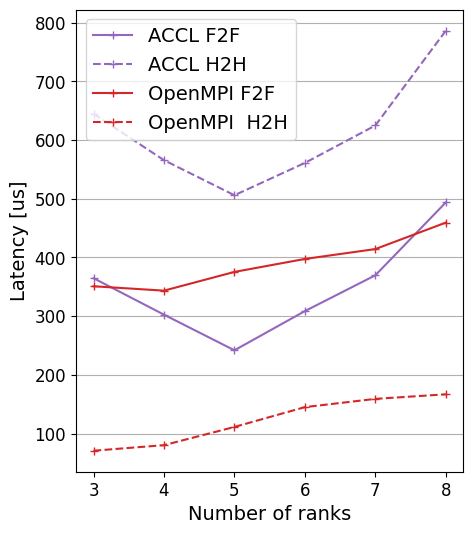 800
700
600
500
400
300
200
100
Latency [us]
ACCL F2F
ACCL H2H
OpenMPI F2F
OpenMPI  H2H
3 4 5 6 7 8
Number of ranks